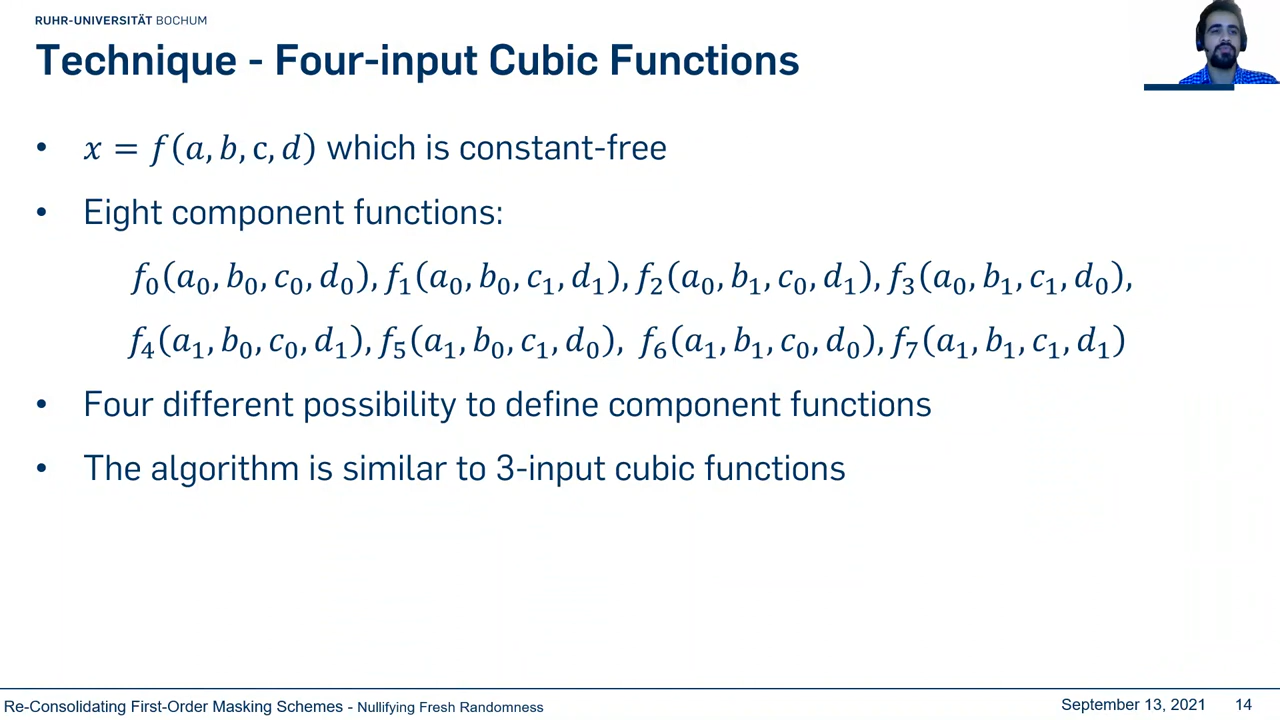 RUHR-UNIVERSITÄT BOCHUM
Technique - Four-input Cubic Functions
• x = f(a, b, c, d) which is constant-free
• Eight component functions:
f₀(a₀, b₀, c₀, d₀), f₁(a₀, b₀, c₁, d₁), f₂(a₀, b₁, c₀, d₁), f₃(a₀, b₁, c₁, d₀),
f₄(a₁, b₀, c₀, d₁), f₅(a₁, b₀, c₁, d₀), f₆(a₁, b₁, c₀, d₀), f₇(a₁, b₁, c₁, d₁)
• Four different possibility to define component functions
• The algorithm is similar to 3-input cubic functions
Re-Consolidating First-Order Masking Schemes - Nullifying Fresh Randomness
September 13, 2021 14